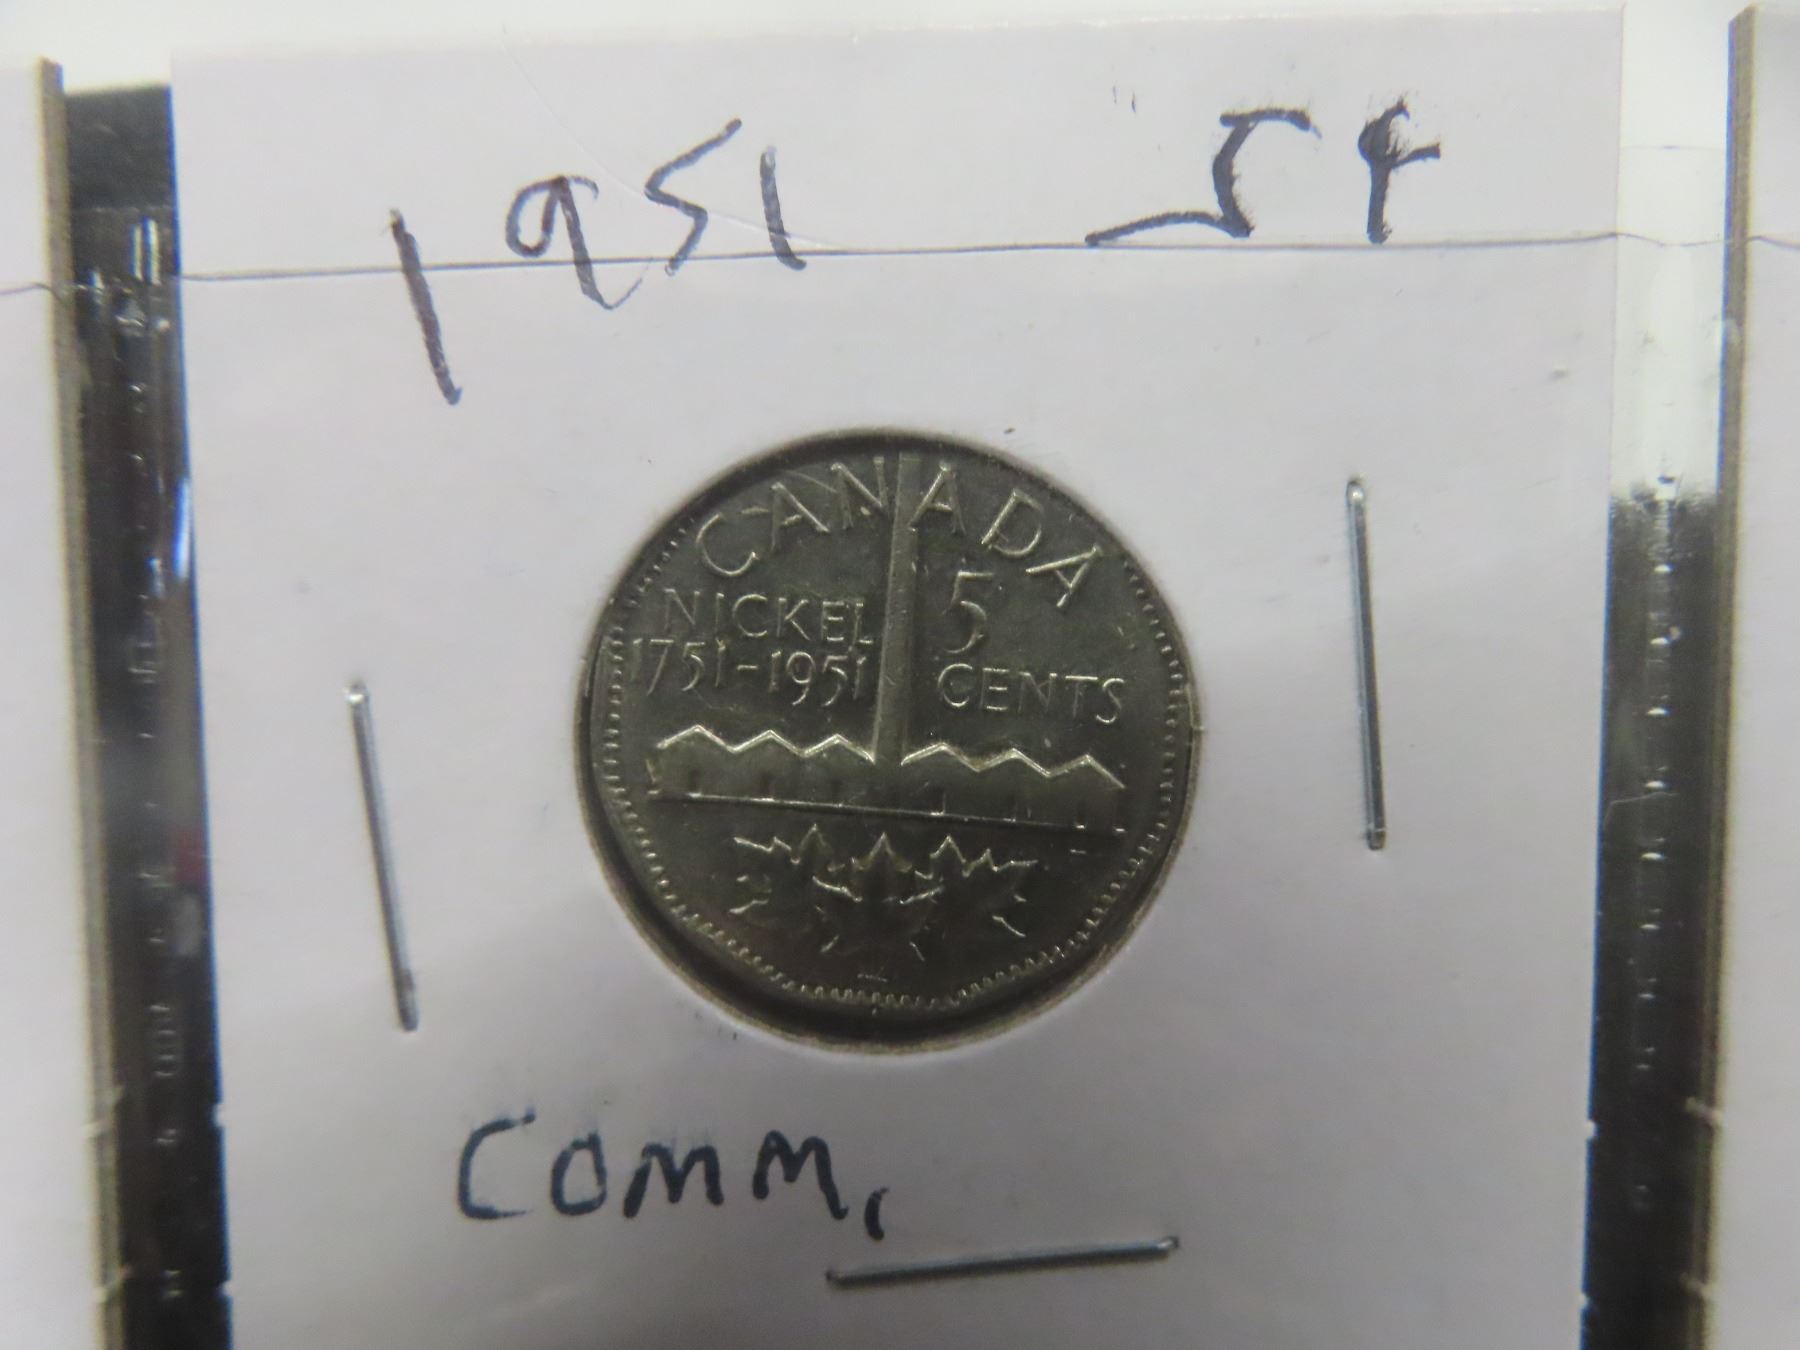 1951 5¢
CANADA
NICKEL 5
1751-1951 CENTS
COMM.